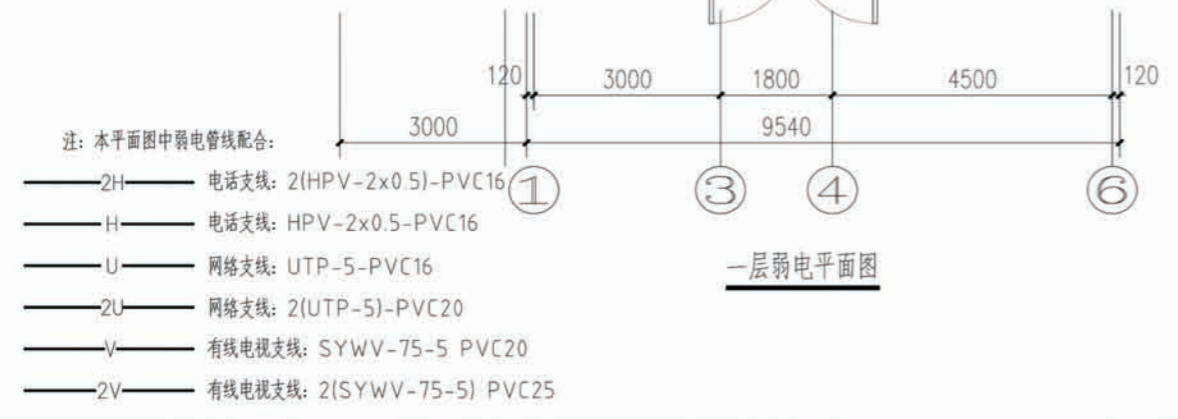 120 3000 1800 4500 120
3000 9540
注: 本平面图中弱电管线配合:
2H 电话支线: 2(HPV-2x0.5)-PVC16
1 3 4 6
H 电话支线: HPV-2x0.5-PVC16
U 网络支线: UTP-5-PVC16
一层弱电平面图
2U 网络支线: 2(UTP-5)-PVC20
V 有线电视支线: SYWV-75-5 PVC20
2V 有线电视支线: 2(SYWV-75-5) PVC25